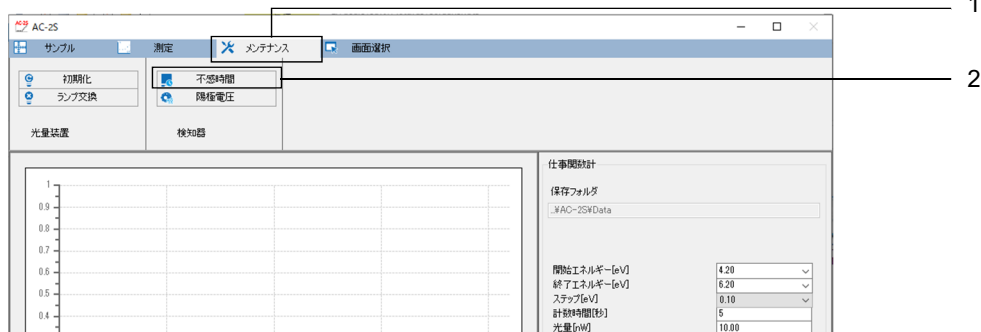 1
AC-2S
サンプル 測定 メンテナンス 画面選択
初期化 不感時間 2
ランプ交換 陽極電圧
光量装置 検知器
仕事関数計
保存フォルダ
..¥AC-2S¥Data
1
0.9
0.8
0.7
0.6
0.5
0.4
開始エネルギー[eV] 4.20
終了エネルギー[eV] 6.20
ステップ[eV] 0.10
計数時間[秒] 5
光量[nW] 10.00